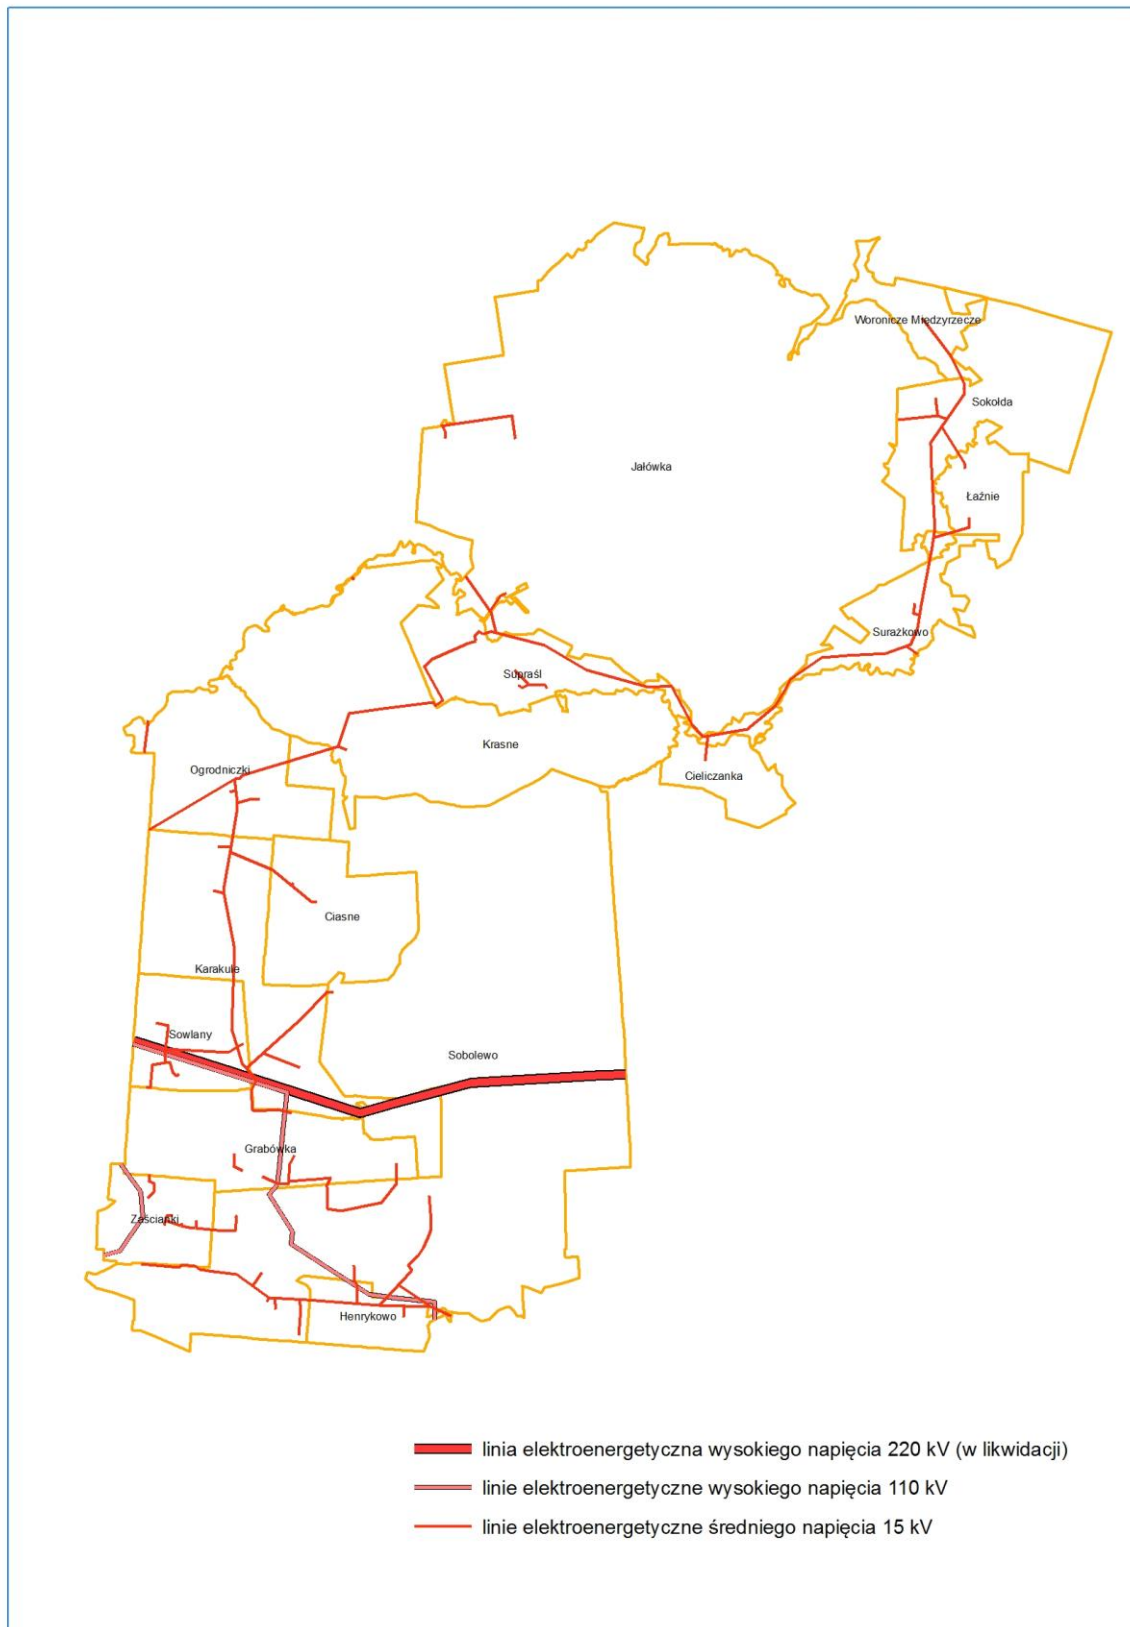 Woronicze Międzyrzecze
Sokołda
Jałówka
Łaźnie
Surażkowo
Supraśl
Krasne
Ogrodniczki
Cieliczanka
Ciasne
Karakule
Sowlany
Sobolewo
Grabówka
Zaścianki
Henrykowo
linia elektroenergetyczna wysokiego napięcia 220 kV (w likwidacji)
linie elektroenergetyczne wysokiego napięcia 110 kV
linie elektroenergetyczne średniego napięcia 15 kV